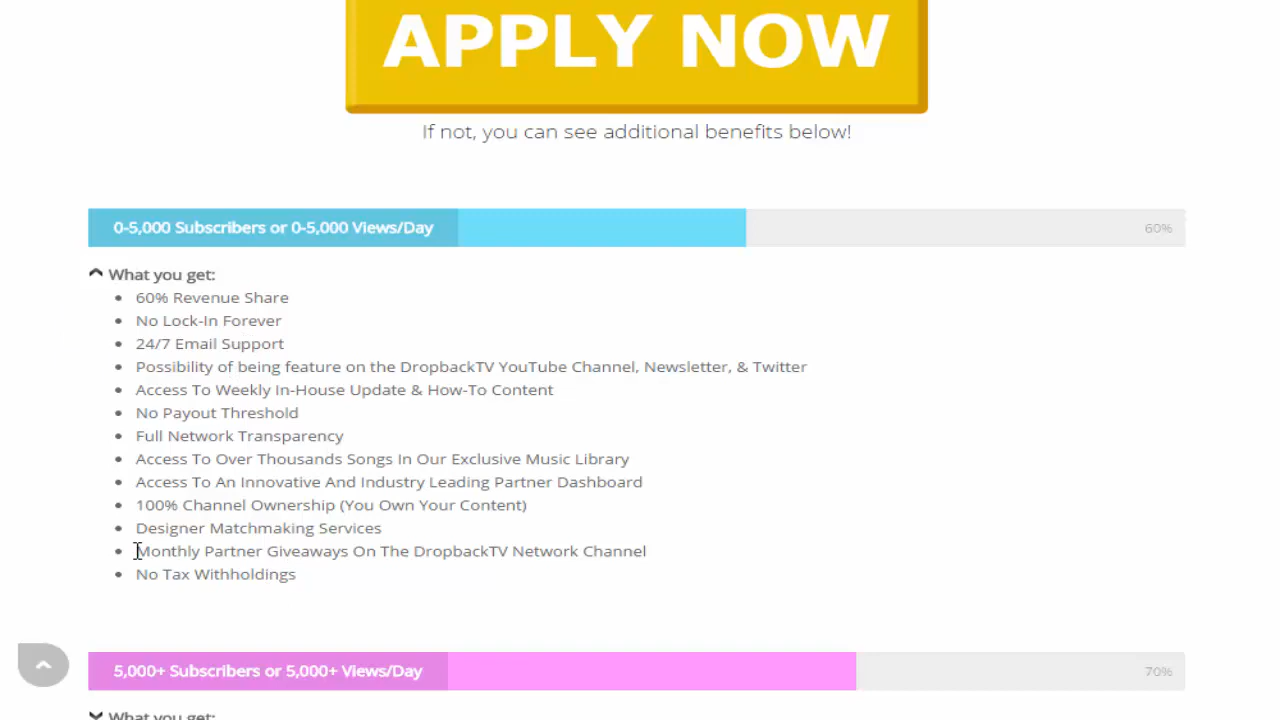 APPLY NOW
If not, you can see additional benefits below!
0-5,000 Subscribers or 0-5,000 Views/Day
60%
What you get:
60% Revenue Share
No Lock-In Forever
24/7 Email Support
Possibility of being feature on the DropbackTV YouTube Channel, Newsletter, & Twitter
Access To Weekly In-House Update & How-To Content
No Payout Threshold
Full Network Transparency
Access To Over Thousands Songs In Our Exclusive Music Library
Access To An Innovative And Industry Leading Partner Dashboard
100% Channel Ownership (You Own Your Content)
Designer Matchmaking Services
Monthly Partner Giveaways On The DropbackTV Network Channel
No Tax Withholdings
5,000+ Subscribers or 5,000+ Views/Day
70%
What you get: